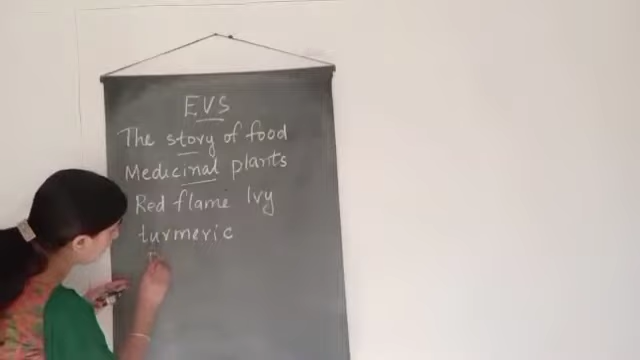 EVS
The story of food
Medicinal plants
Red flame Ivy
turmeric